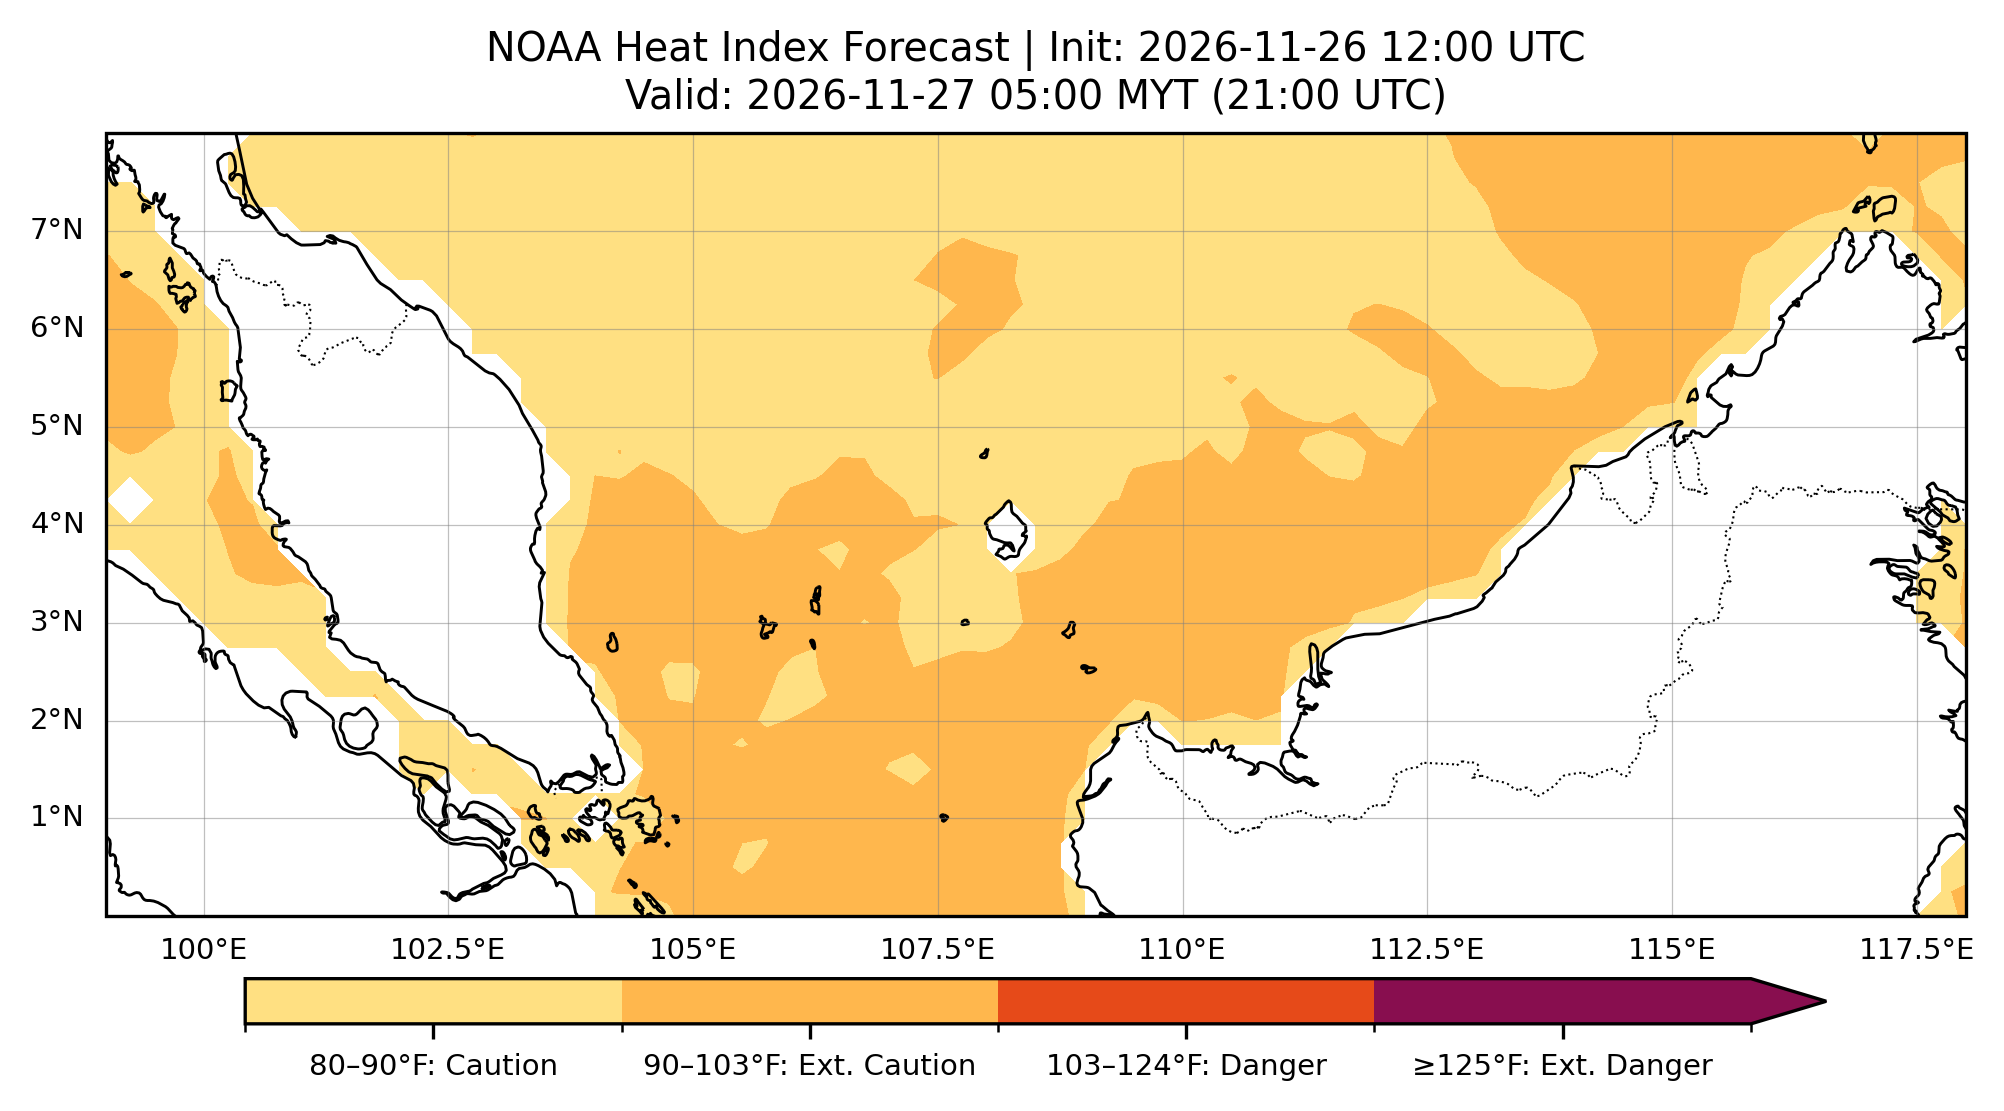 NOAA Heat Index Forecast | Init: 2026-11-26 12:00 UTC
Valid: 2026-11-27 05:00 MYT (21:00 UTC)
7°N
6°N
5°N
4°N
3°N
2°N
1°N
100°E 102.5°E 105°E 107.5°E 110°E 112.5°E 115°E 117.5°E
80–90°F: Caution 90–103°F: Ext. Caution 103–124°F: Danger ≥125°F: Ext. Danger